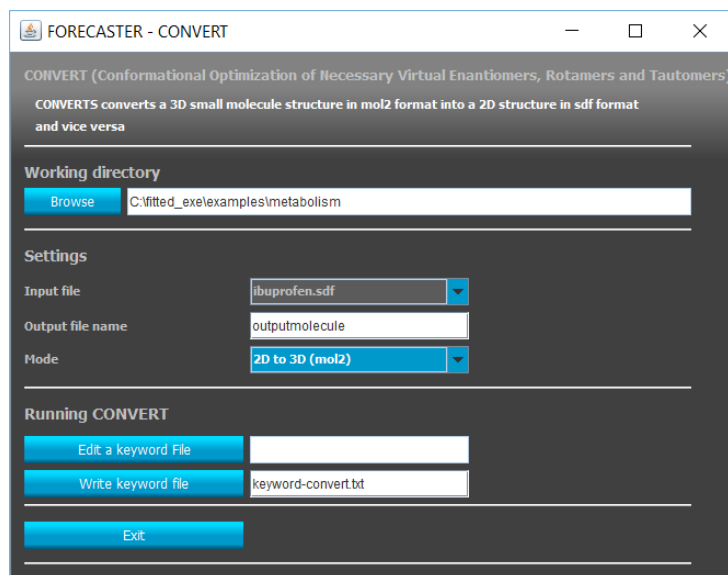 FORECASTER - CONVERT
CONVERT (Conformational Optimization of Necessary Virtual Enantiomers, Rotamers and Tautomers)
CONVERTS converts a 3D small molecule structure in mol2 format into a 2D structure in sdf format
and vice versa
Working directory
Browse C:\fitted_exe\examples\metabolism
Settings
Input file ibuprofen.sdf
Output file name outputmolecule
Mode 2D to 3D (mol2)
Running CONVERT
Edit a keyword File
Write keyword file keyword-convert.txt
Exit